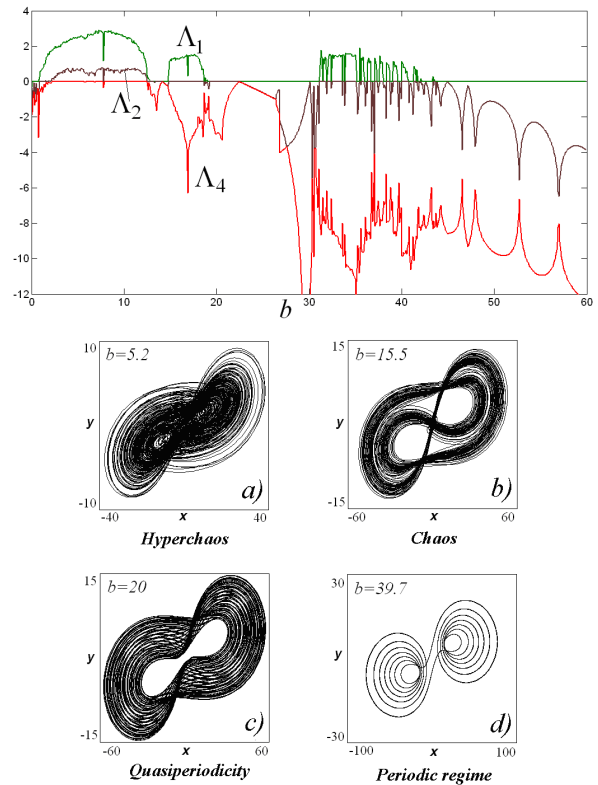 4
2
0
-2
-4
-6
-8
-10
-12
Λ1
Λ2
Λ4
0 10 20 30 40 50 60
b
10 b=5.2
y
a)
-10
-40 x 40
Hyperchaos
15 b=15.5
y
b)
-15
-60 x 60
Chaos
15 b=20
y
c)
-15
-60 x 60
Quasiperiodicity
30 b=39.7
y
d)
-30
-100 x 100
Periodic regime